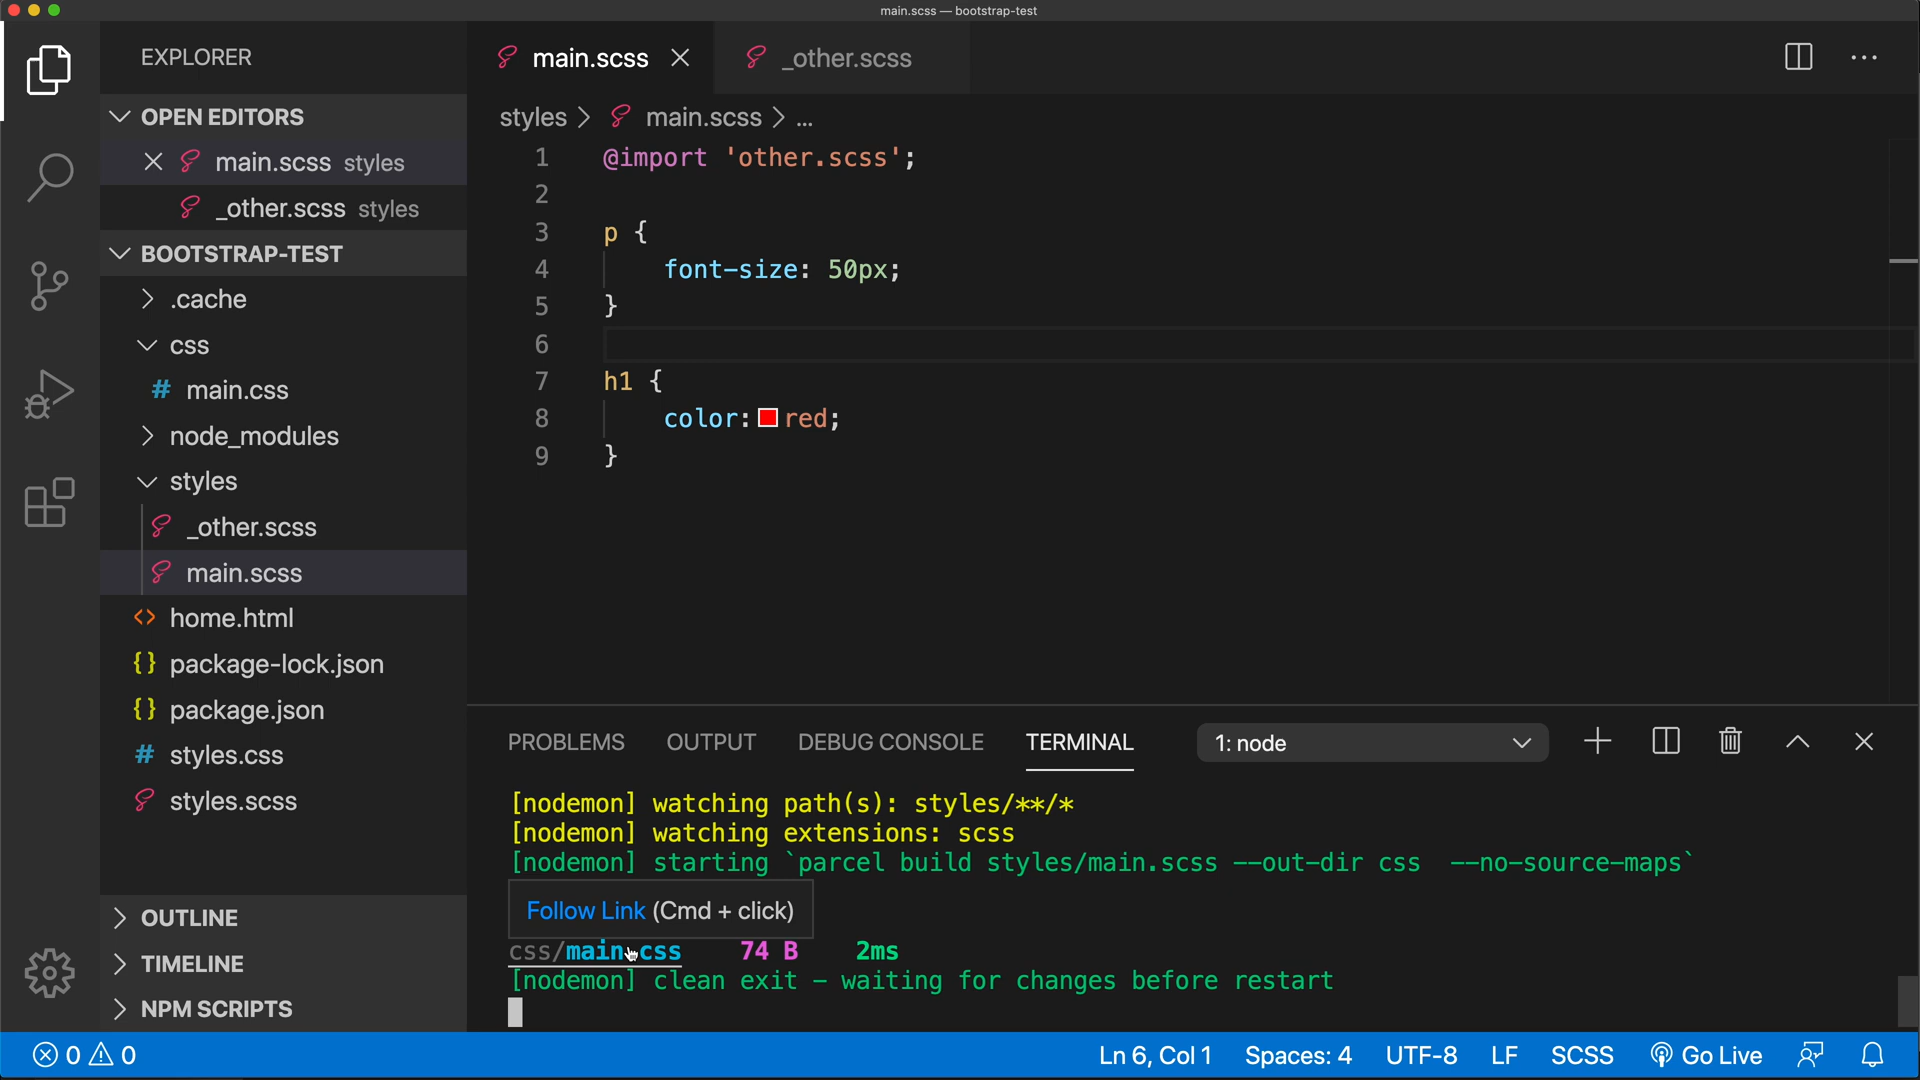 main.scss — bootstrap-test
EXPLORER
OPEN EDITORS
main.scss styles
_other.scss styles
BOOTSTRAP-TEST
.cache
css
# main.css
node_modules
styles
_other.scss
main.scss
<> home.html
{} package-lock.json
{} package.json
# styles.css
styles.scss
OUTLINE
TIMELINE
NPM SCRIPTS
main.scss
_other.scss
styles > main.scss > ...
1 @import 'other.scss';
2
3 p {
4 font-size: 50px;
5 }
6
7 h1 {
8 color: red;
9 }
PROBLEMS OUTPUT DEBUG CONSOLE TERMINAL 1: node
[nodemon] watching path(s): styles/**/*
[nodemon] watching extensions: scss
[nodemon] starting `parcel build styles/main.scss --out-dir css  --no-source-maps`
Follow Link (Cmd + click)
css/main.css 74 B 2ms
[nodemon] clean exit - waiting for changes before restart
0 0 Ln 6, Col 1 Spaces: 4 UTF-8 LF SCSS Go Live